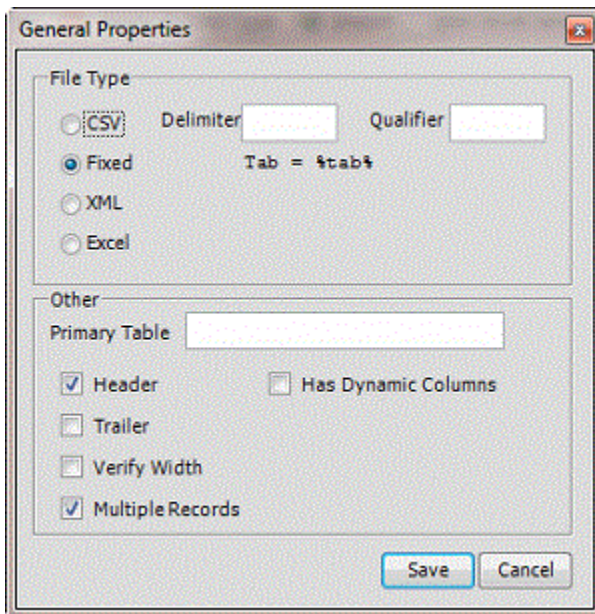 General Properties
File Type
CSV Delimiter Qualifier
Fixed Tab = %tab%
XML
Excel
Other
Primary Table
Header Has Dynamic Columns
Trailer
Verify Width
Multiple Records
Save Cancel